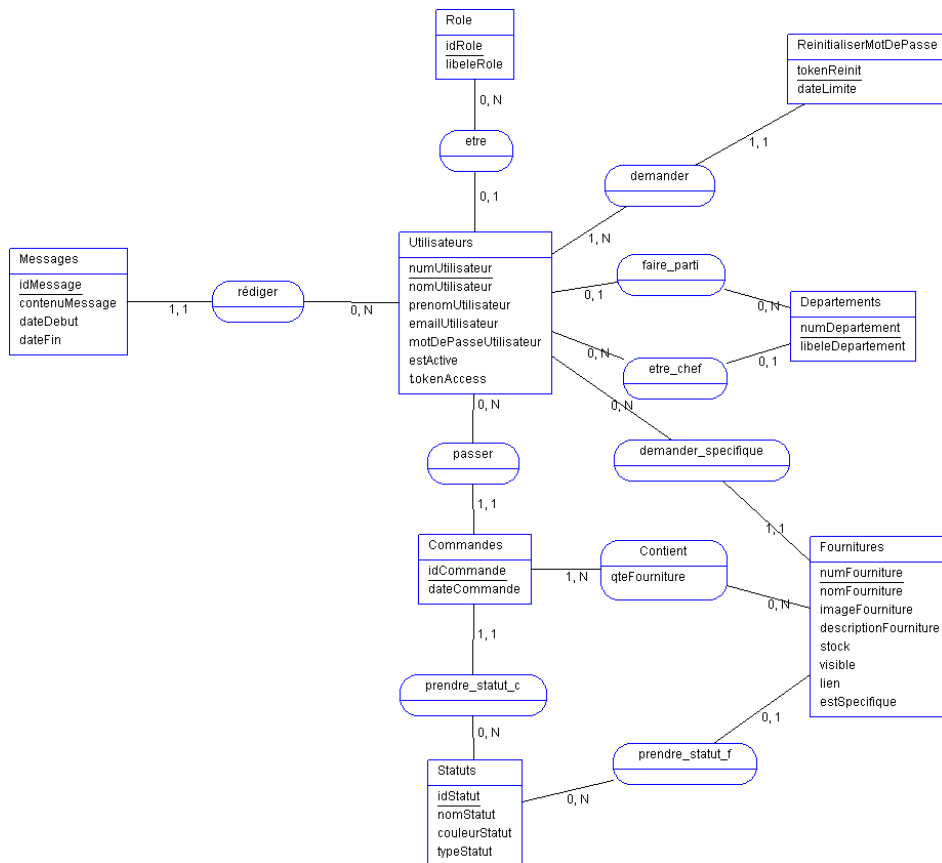 Role
idRole
libeleRole
0, N
etre
0, 1
ReinitialiserMotDePasse
tokenReinit
dateLimite
1, 1
demander
1, N
Messages
idMessage
contenuMessage
dateDebut
dateFin
1, 1
rédiger
0, N
Utilisateurs
numUtilisateur
nomUtilisateur
prenomUtilisateur
emailUtilisateur
motDePasseUtilisateur
estActive
tokenAccess
faire_parti
0, 1
0, N
Departements
numDepartement
libeleDepartement
0, N
etre_chef
0, 1
0, N
demander_specifique
1, 1
0, N
passer
1, 1
Commandes
idCommande
dateCommande
1, N
Contient
qteFourniture
0, N
Fournitures
numFourniture
nomFourniture
imageFourniture
descriptionFourniture
stock
visible
lien
estSpecifique
1, 1
prendre_statut_c
0, N
0, 1
prendre_statut_f
0, N
Statuts
idStatut
nomStatut
couleurStatut
typeStatut